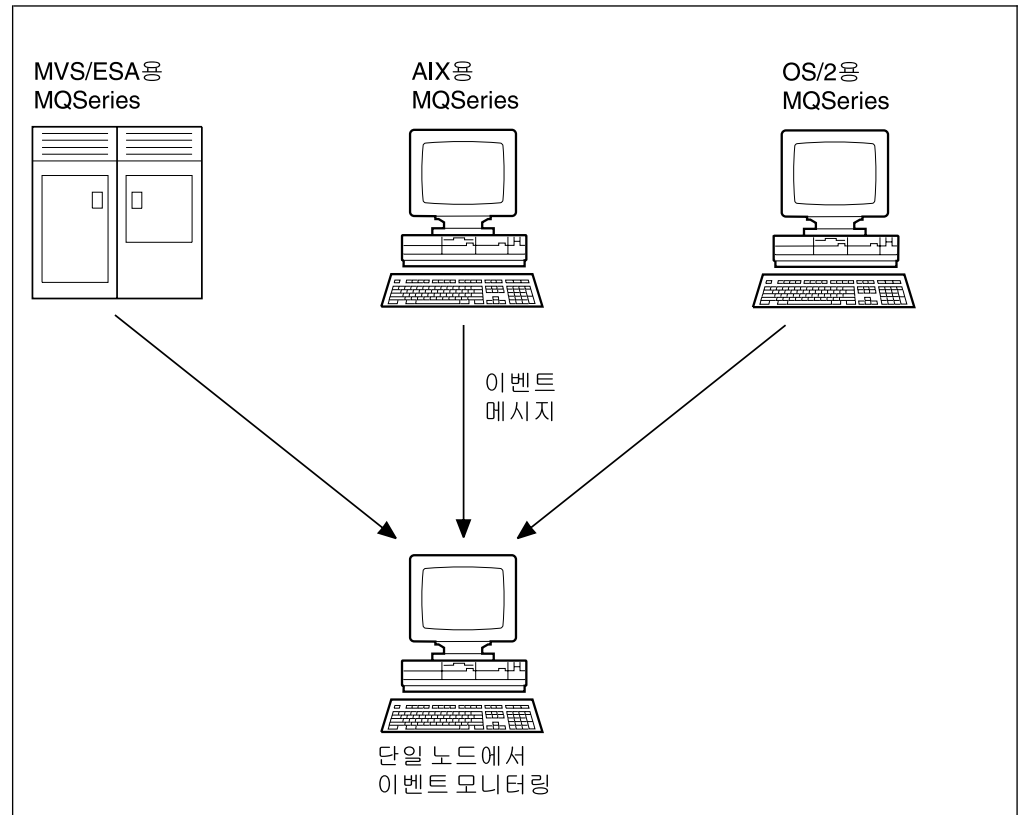 MVS/ESA용
MQSeries
AIX용
MQSeries
OS/2용
MQSeries
이벤트
메시지
단일 노드에서
이벤트 모니터링